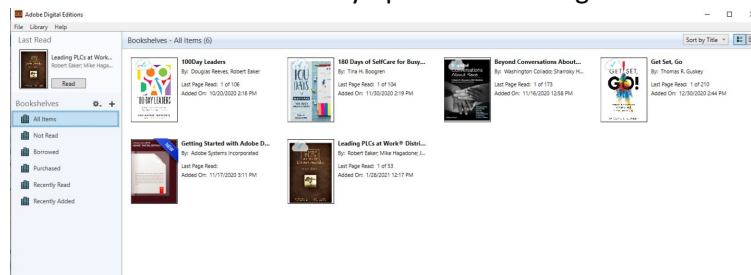 Adobe Digital Editions
File Library Help
Last Read
Leading PLCs at Work...
Robert Eaker; Mike Haga...
Read
Bookshelves
All Items
Not Read
Borrowed
Purchased
Recently Read
Recently Added
Bookshelves - All Items (6)
Sort by Title
100Day Leaders
By: Douglas Reeves, Robert Eaker
Last Page Read: 1 of 106
Added On: 10/20/2020 2:16 PM
180 Days of SelfCare for Busy...
By: Tina H. Boogren
Last Page Read: 1 of 104
Added On: 11/30/2020 2:19 PM
Beyond Conversations About...
By: Washington Collado; Sharroky H...
Last Page Read: 1 of 173
Added On: 11/16/2020 12:58 PM
Get Set, Go
By: Thomas R. Guskey
Last Page Read: 1 of 210
Added On: 12/30/2020 2:44 PM
Getting Started with Adobe D...
By: Adobe Systems Incorporated
Last Page Read:
Added On: 11/17/2020 3:11 PM
Leading PLCs at Work® Distri...
By: Robert Eaker; Mike Hagadone; J...
Last Page Read: 1 of 53
Added On: 1/28/2021 12:17 PM
100-DAY LEADERS
180
DAYS
Conversations
About Race
GET SET,
GO!
NEW